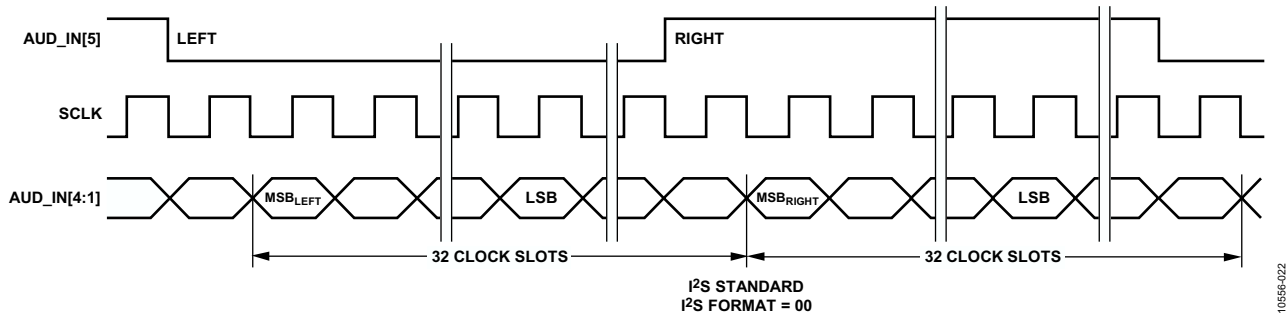 AUD_IN[5]
LEFT
RIGHT
SCLK
AUD_IN[4:1]
MSBLEFT
LSB
MSBRIGHT
LSB
32 CLOCK SLOTS
32 CLOCK SLOTS
I2S STANDARD
I2S FORMAT = 00
10556-022